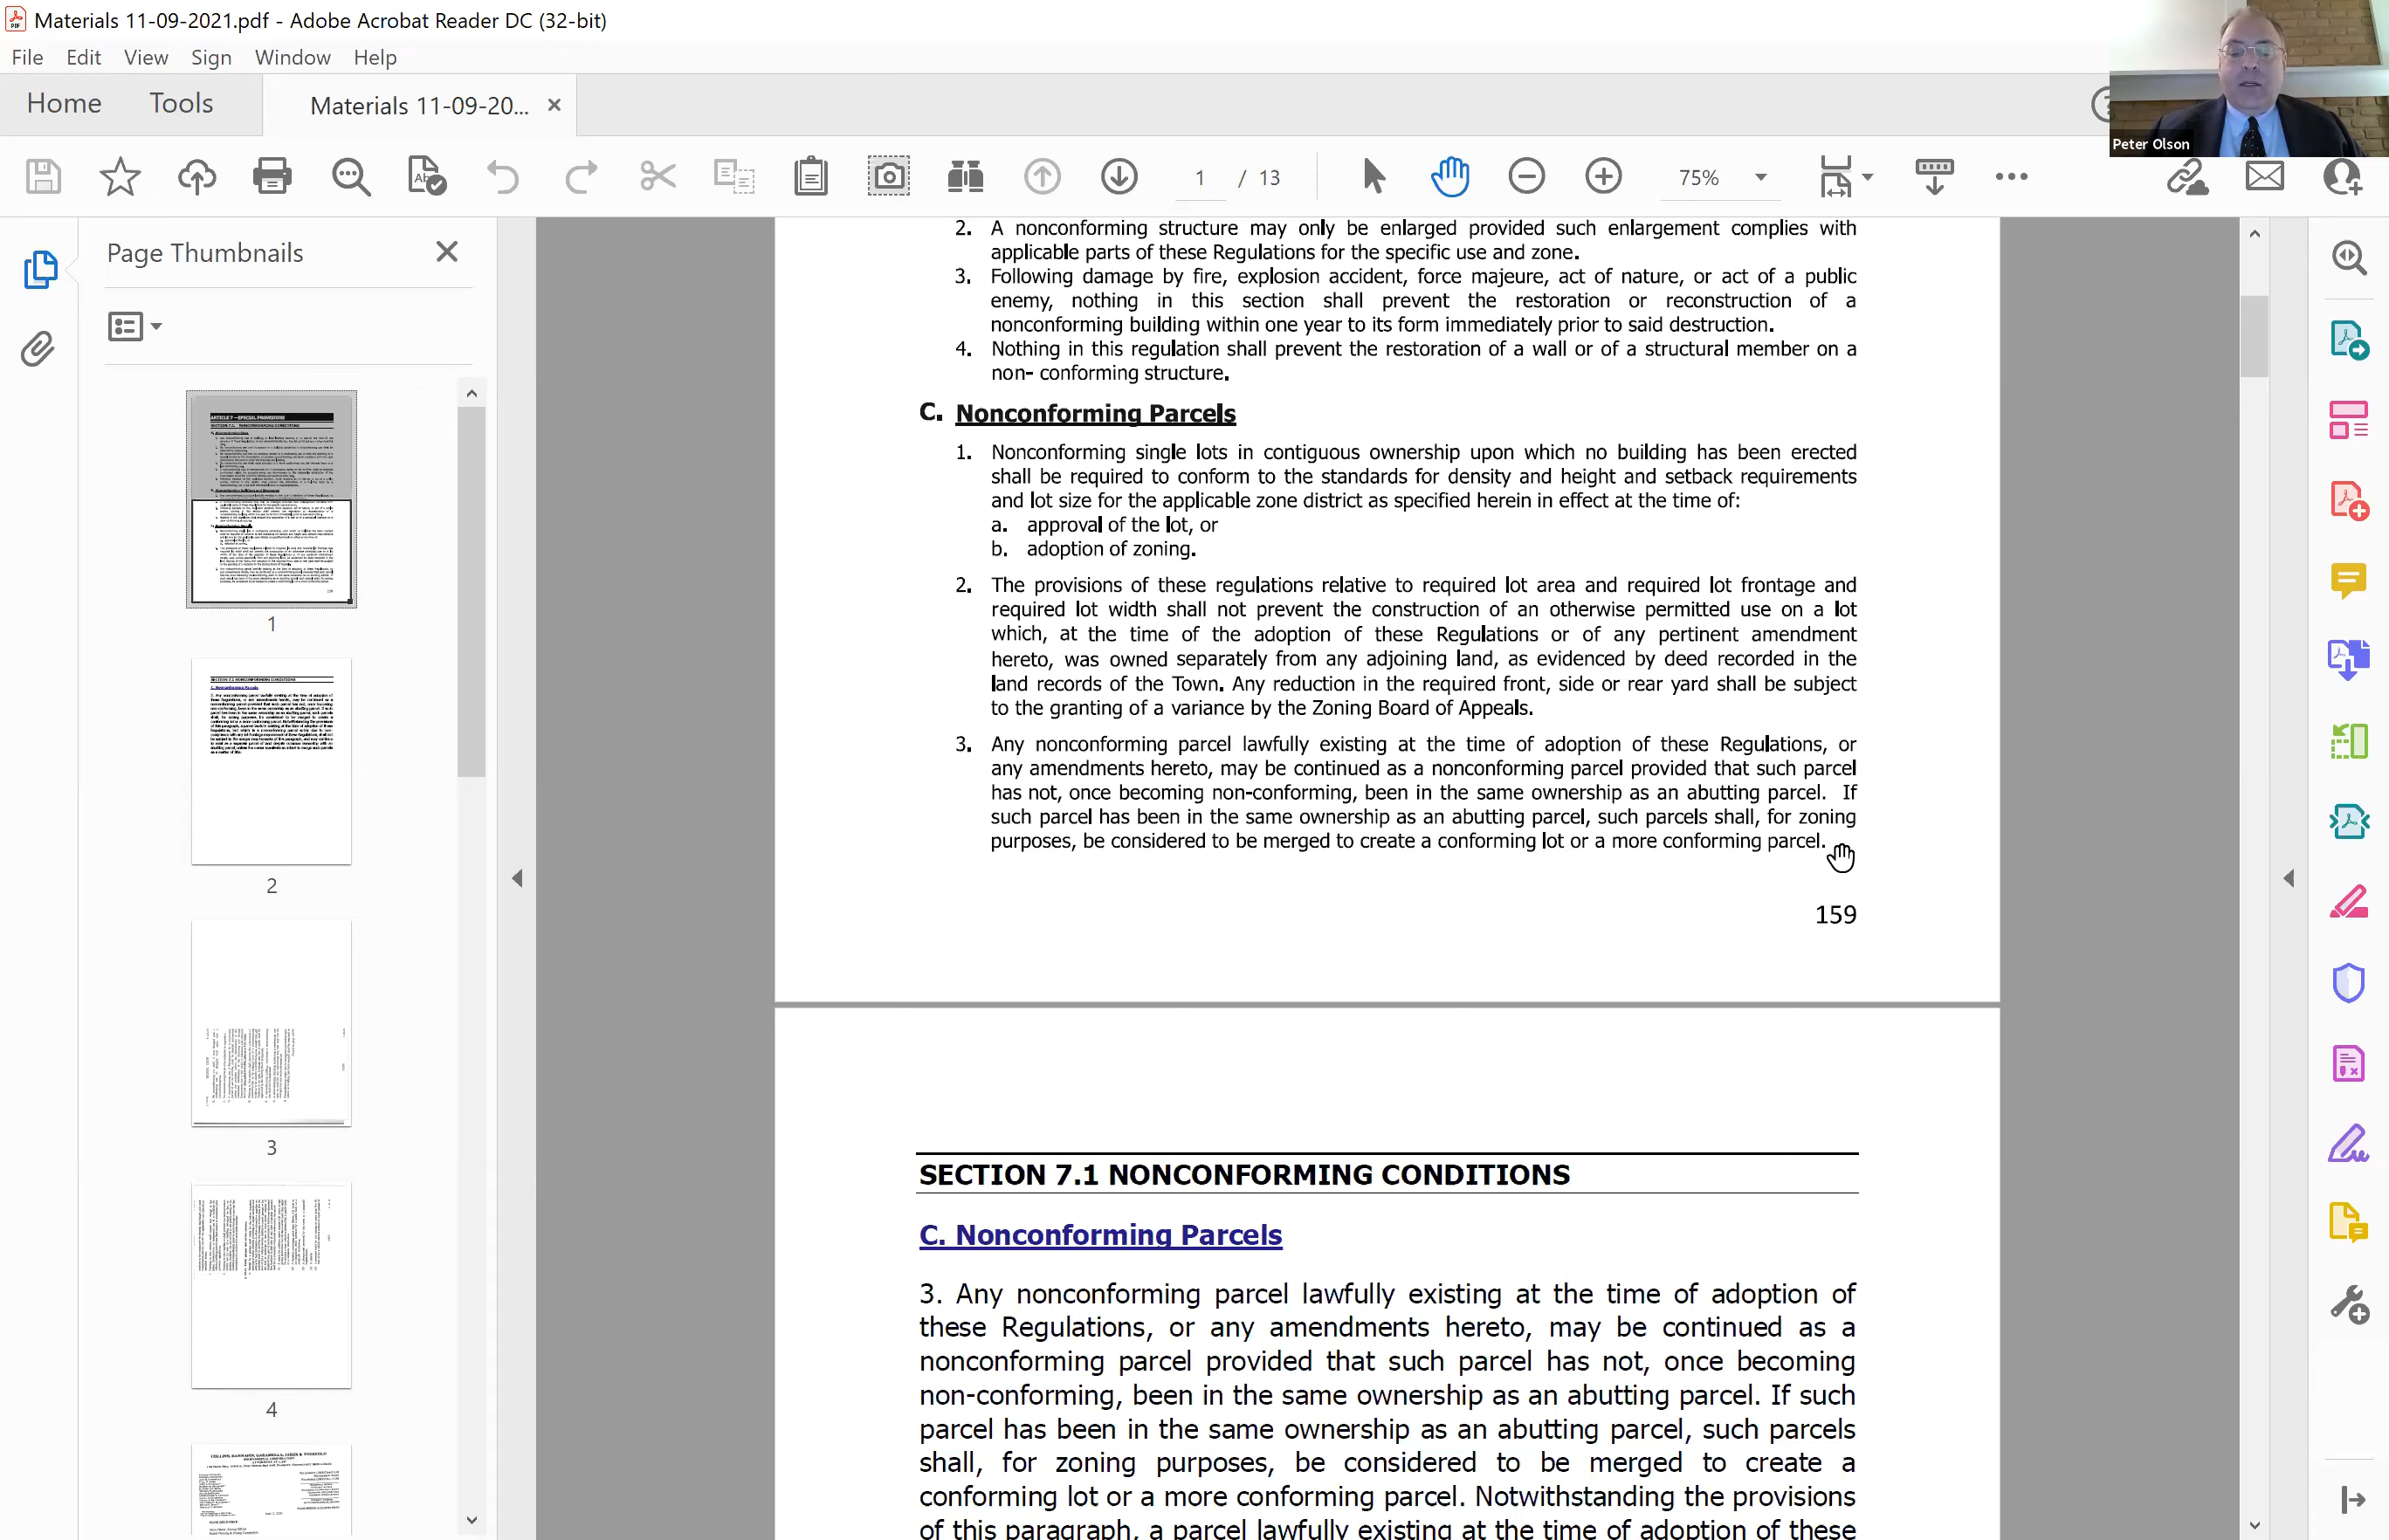 Materials 11-09-2021.pdf - Adobe Acrobat Reader DC (32-bit)
File Edit View Sign Window Help
Home Tools Materials 11-09-20...
Peter Olson
1 / 13 75%
Page Thumbnails
1
2
3
4
2. A nonconforming structure may only be enlarged provided such enlargement complies with
applicable parts of these Regulations for the specific use and zone.
3. Following damage by fire, explosion accident, force majeure, act of nature, or act of a public
enemy, nothing in this section shall prevent the restoration or reconstruction of a
nonconforming building within one year to its form immediately prior to said destruction.
4. Nothing in this regulation shall prevent the restoration of a wall or of a structural member on a
non- conforming structure.
C. Nonconforming Parcels
1. Nonconforming single lots in contiguous ownership upon which no building has been erected
shall be required to conform to the standards for density and height and setback requirements
and lot size for the applicable zone district as specified herein in effect at the time of:
a. approval of the lot, or
b. adoption of zoning.
2. The provisions of these regulations relative to required lot area and required lot frontage and
required lot width shall not prevent the construction of an otherwise permitted use on a lot
which, at the time of the adoption of these Regulations or of any pertinent amendment
hereto, was owned separately from any adjoining land, as evidenced by deed recorded in the
land records of the Town. Any reduction in the required front, side or rear yard shall be subject
to the granting of a variance by the Zoning Board of Appeals.
3. Any nonconforming parcel lawfully existing at the time of adoption of these Regulations, or
any amendments hereto, may be continued as a nonconforming parcel provided that such parcel
has not, once becoming non-conforming, been in the same ownership as an abutting parcel. If
such parcel has been in the same ownership as an abutting parcel, such parcels shall, for zoning
purposes, be considered to be merged to create a conforming lot or a more conforming parcel.
159
SECTION 7.1 NONCONFORMING CONDITIONS
C. Nonconforming Parcels
3. Any nonconforming parcel lawfully existing at the time of adoption of
these Regulations, or any amendments hereto, may be continued as a
nonconforming parcel provided that such parcel has not, once becoming
non-conforming, been in the same ownership as an abutting parcel. If such
parcel has been in the same ownership as an abutting parcel, such parcels
shall, for zoning purposes, be considered to be merged to create a
conforming lot or a more conforming parcel. Notwithstanding the provisions
of this paragraph, a parcel lawfully existing at the time of adoption of these